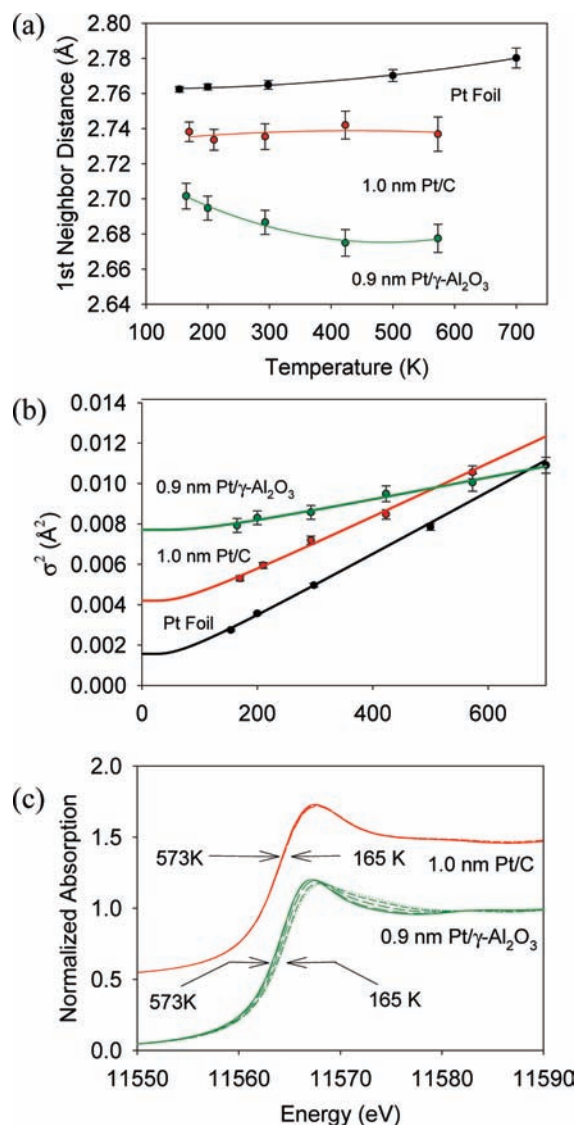 (a)
2.80
2.78
2.76
2.74
2.72
2.70
2.68
2.66
2.64
1st Neighbor Distance (Å)
Pt Foil
1.0 nm Pt/C
0.9 nm Pt/γ-Al₂O₃
100 200 300 400 500 600 700
Temperature (K)
(b)
0.014
0.012
0.010
0.008
0.006
0.004
0.002
0.000
σ² (Å²)
0.9 nm Pt/γ-Al₂O₃
1.0 nm Pt/C
Pt Foil
0 200 400 600
(c)
2.0
1.5
1.0
0.5
0.0
Normalized Absorption
573K 165 K
1.0 nm Pt/C
0.9 nm Pt/γ-Al₂O₃
573K 165 K
11550 11560 11570 11580 11590
Energy (eV)